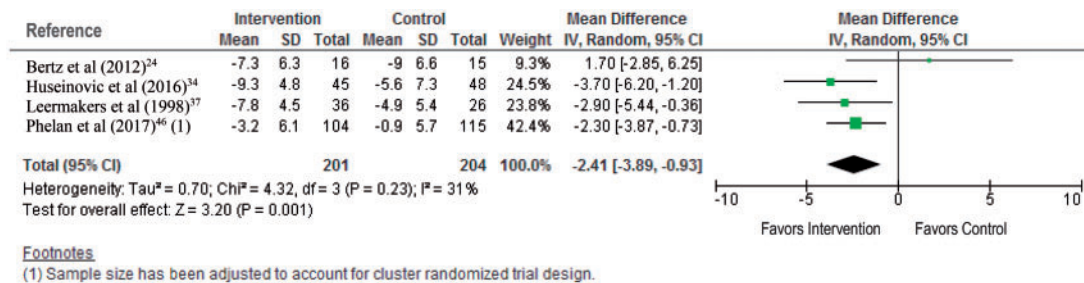 Intervention Control Mean Difference Mean Difference
Reference Mean SD Total Mean SD Total Weight IV, Random, 95% CI IV, Random, 95% CI
Bertz et al (2012)24 -7.3 6.3 16 -9 6.6 15 9.3% 1.70 [-2.85, 6.25]
Huseinovic et al (2016)34 -9.3 4.8 45 -5.6 7.3 48 24.5% -3.70 [-6.20, -1.20]
Leermakers et al (1998)37 -7.8 4.5 36 -4.9 5.4 26 23.8% -2.90 [-5.44, -0.36]
Phelan et al (2017)46 (1) -3.2 6.1 104 -0.9 5.7 115 42.4% -2.30 [-3.87, -0.73]
Total (95% CI) 201 204 100.0% -2.41 [-3.89, -0.93]
Heterogeneity: Tau² = 0.70; Chi² = 4.32, df = 3 (P = 0.23); I² = 31%
Test for overall effect: Z = 3.20 (P = 0.001)
-10 -5 0 5 10
Favors Intervention Favors Control
Footnotes
(1) Sample size has been adjusted to account for cluster randomized trial design.